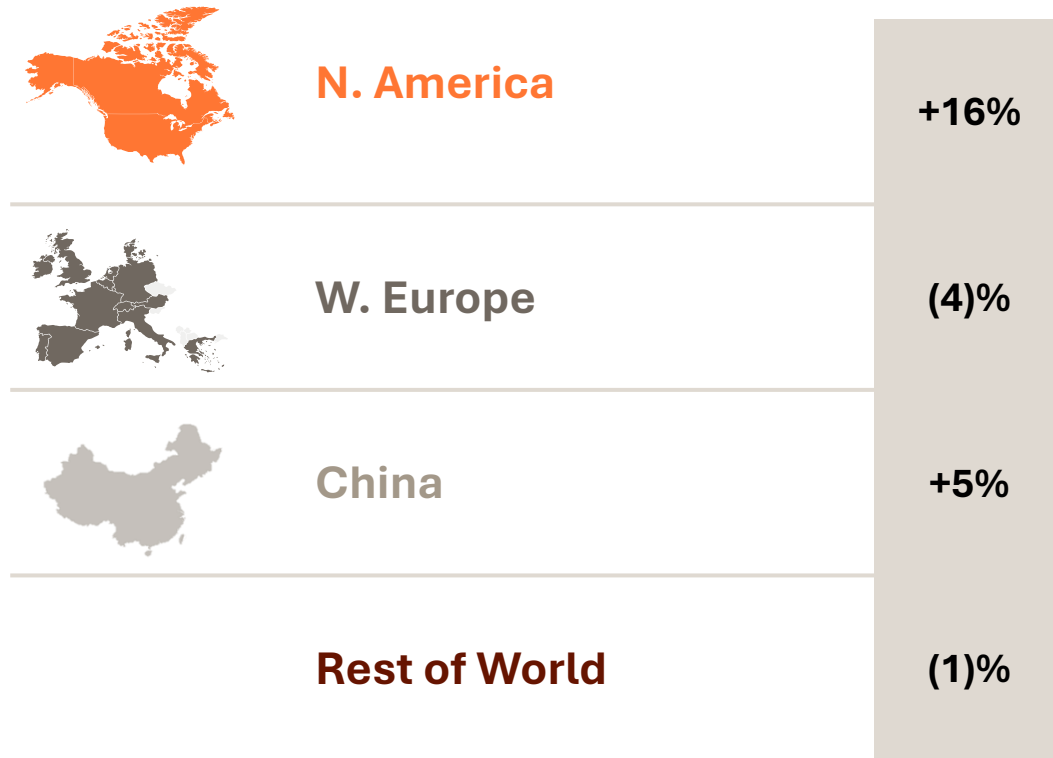 N. America
+16%
W. Europe
(4)%
China
+5%
Rest of World
(1)%